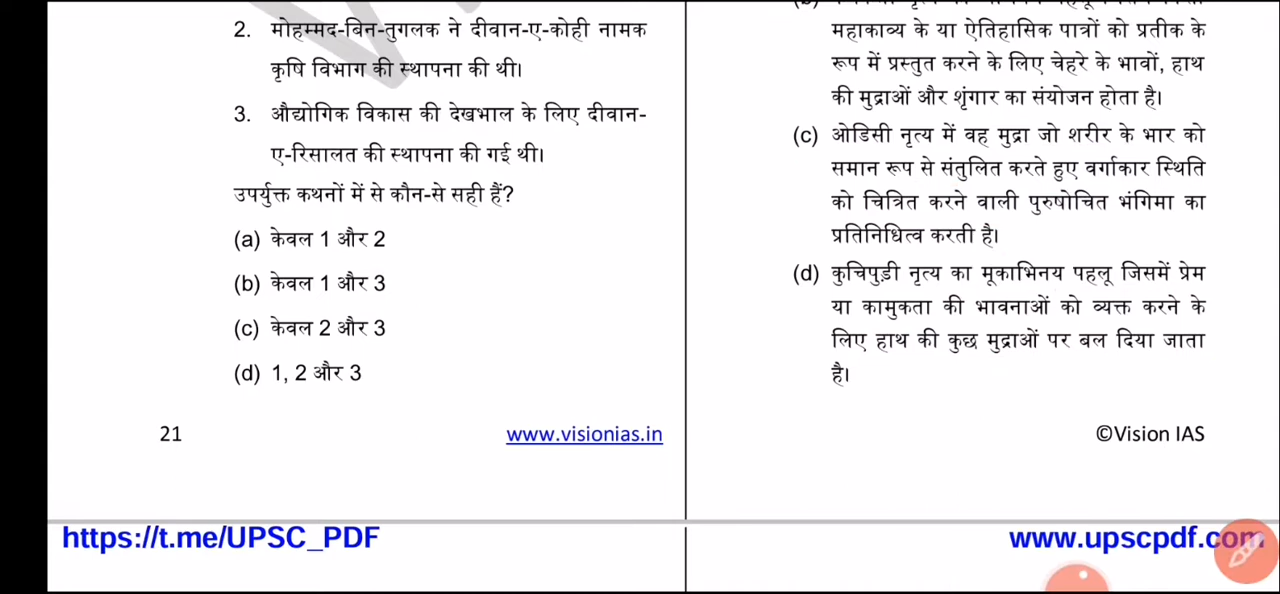 2. मोहम्मद-बिन-तुगलक ने दीवान-ए-कोही नामक
कृषि विभाग की स्थापना की थी।
3. औद्योगिक विकास की देखभाल के लिए दीवान-
ए-रिसालत की स्थापना की गई थी।
उपर्युक्त कथनों में से कौन-से सही हैं?
(a) केवल 1 और 2
(b) केवल 1 और 3
(c) केवल 2 और 3
(d) 1, 2 और 3
21
www.visionias.in
महाकाव्य के या ऐतिहासिक पात्रों को प्रतीक के
रूप में प्रस्तुत करने के लिए चेहरे के भावों, हाथ
की मुद्राओं और शृंगार का संयोजन होता है।
(c) ओडिसी नृत्य में वह मुद्रा जो शरीर के भार को
समान रूप से संतुलित करते हुए वर्गाकार स्थिति
को चित्रित करने वाली पुरुषोचित भंगिमा का
प्रतिनिधित्व करती है।
(d) कुचिपुड़ी नृत्य का मूकाभिनय पहलू जिसमें प्रेम
या कामुकता की भावनाओं को व्यक्त करने के
लिए हाथ की कुछ मुद्राओं पर बल दिया जाता
है।
©Vision IAS
https://t.me/UPSC_PDF
www.upscpdf.com